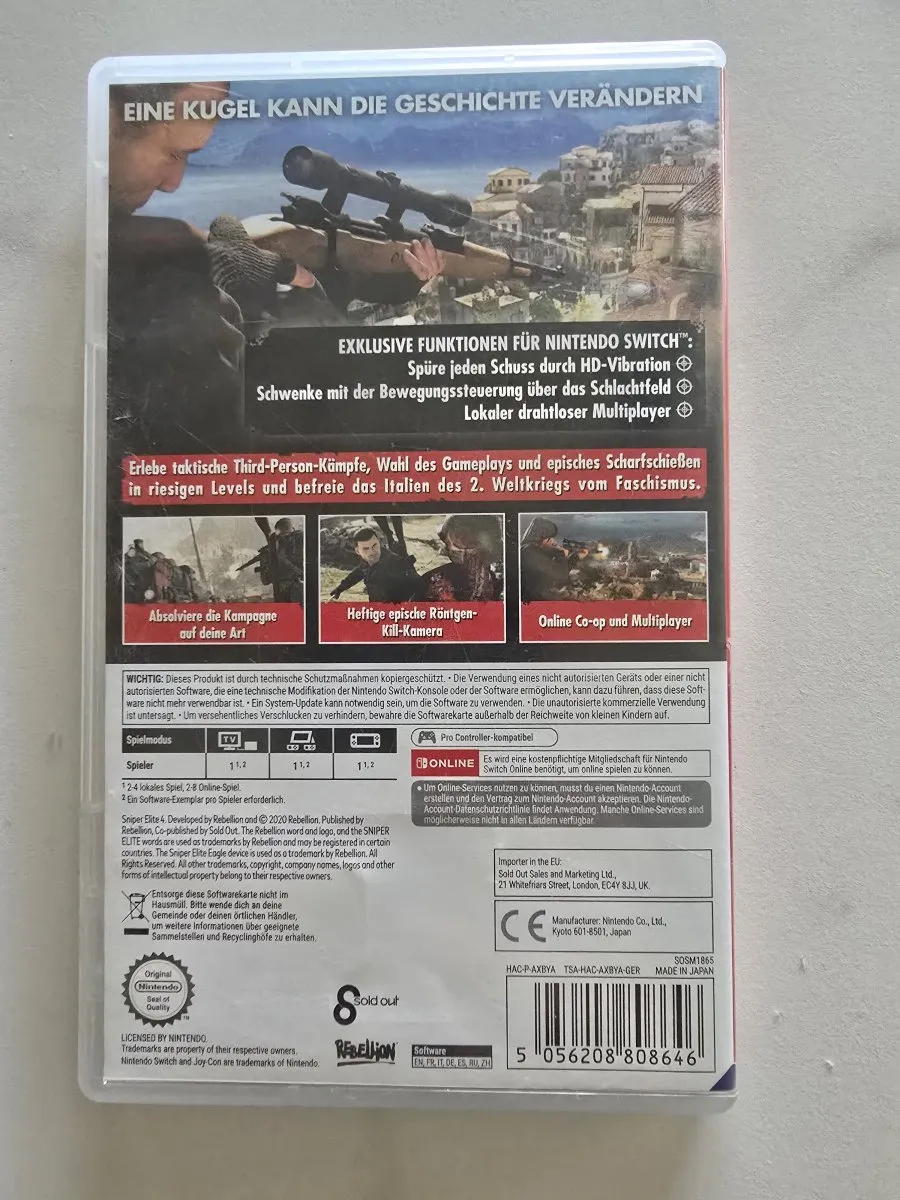 EINE KUGEL KANN DIE GESCHICHTE VERÄNDERN
EXKLUSIVE FUNKTIONEN FÜR NINTENDO SWITCH™:
Spüre jeden Schuss durch HD-Vibration
Schwenke mit der Bewegungssteuerung über das Schlachtfeld
Lokaler drahtloser Multiplayer
Erlebe taktische Third-Person-Kämpfe, Wahl des Gameplays und episches Scharfschießen
in riesigen Levels und befreie das Italien des 2. Weltkriegs vom Faschismus.
Absolviere die Kampagne
auf deine Art
Heftige epische Röntgen-
Kill-Kamera
Online Co-op und Multiplayer
WICHTIG: Dieses Produkt ist durch technische Schutzmaßnahmen kopiergeschützt. • Die Verwendung eines nicht autorisierten Geräts oder einer nicht
autorisierten Software, die eine technische Modifikation der Nintendo Switch-Konsole oder der Software ermöglichen, kann dazu führen, dass diese Soft-
ware nicht mehr verwendbar ist. • Ein System-Update kann notwendig sein, um die Software zu verwenden. • Die unautorisierte kommerzielle Verwendung
ist untersagt. • Um versehentliches Verschlucken zu verhindern, bewahre die Softwarekarte außerhalb der Reichweite von kleinen Kindern auf.
Spielmodus
TV
Spieler
1 1, 2
1 1, 2
1 1, 2
1 2-4 lokales Spiel, 2-8 Online-Spiel.
2 Ein Software-Exemplar pro Spieler erforderlich.
Pro Controller-kompatibel
ONLINE
Es wird eine kostenpflichtige Mitgliedschaft für Nintendo
Switch Online benötigt, um online spielen zu können.
• Um Online-Services nutzen zu können, musst du einen Nintendo-Account
erstellen und den Vertrag zum Nintendo-Account akzeptieren. Die Nintendo-
Account-Datenschutzrichtlinie findet Anwendung. Manche Online-Services sind
möglicherweise nicht in allen Ländern verfügbar.
Sniper Elite 4. Developed by Rebellion and © 2020 Rebellion. Published by
Rebellion, Co-published by Sold Out. The Rebellion word and logo, and the SNIPER
ELITE words are used as trademarks by Rebellion and may be registered in certain
countries. The Sniper Elite Eagle device is used as a trademark by Rebellion. All
Rights Reserved. All other trademarks, copyright, company names, logos and other
forms of intellectual property belong to their respective owners.
Entsorge diese Softwarekarte nicht im
Hausmüll. Bitte wende dich an deine
Gemeinde oder deinen örtlichen Händler,
um weitere Informationen über geeignete
Sammelstellen und Recyclinghöfe zu erhalten.
Importer in the EU:
Sold Out Sales and Marketing Ltd.,
21 Whitefriars Street, London, EC4Y 8JJ, UK.
CE
Manufacturer: Nintendo Co., Ltd.,
Kyoto 601-8501, Japan
SOSM1865
HAC-P-AXBYA TSA-HAC-AXBYA-GER MADE IN JAPAN
Original
Nintendo
Seal of
Quality
TM
sold out
REBELLION
LICENSED BY NINTENDO.
Trademarks are property of their respective owners.
Nintendo Switch and Joy-Con are trademarks of Nintendo.
Software
EN, FR, IT, DE, ES, RU, ZH
5 056208 808646